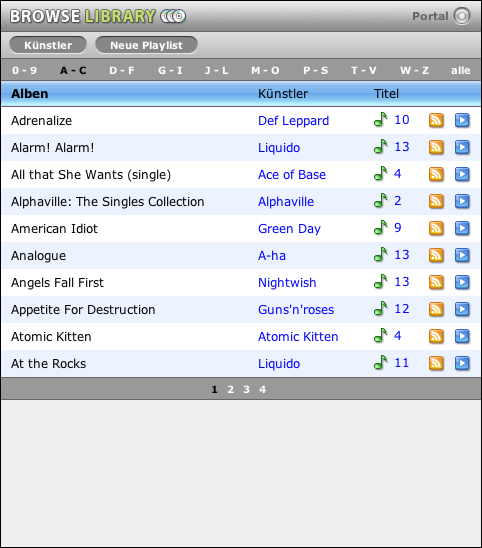 BROWSE LIBRARY Portal
Künstler Neue Playlist
0 - 9 A - C D - F G - I J - L M - O P - S T - V W - Z alle
Alben Künstler Titel
Adrenalize Def Leppard 10
Alarm! Alarm! Liquido 13
All that She Wants (single) Ace of Base 4
Alphaville: The Singles Collection Alphaville 2
American Idiot Green Day 9
Analogue A-ha 13
Angels Fall First Nightwish 13
Appetite For Destruction Guns'n'roses 12
Atomic Kitten Atomic Kitten 4
At the Rocks Liquido 11
1 2 3 4